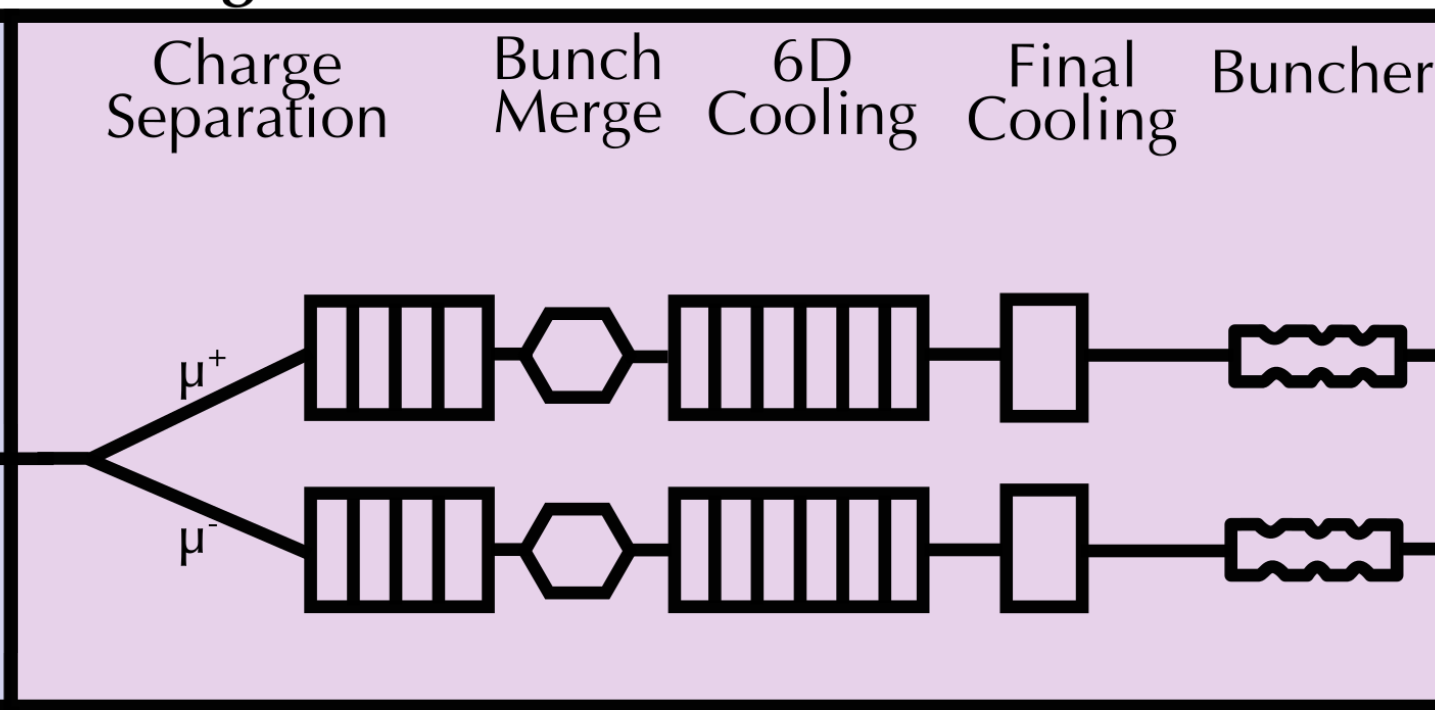 Charge
Separation
Bunch
Merge
6D
Cooling
Final
Cooling
Buncher
μ+
μ-